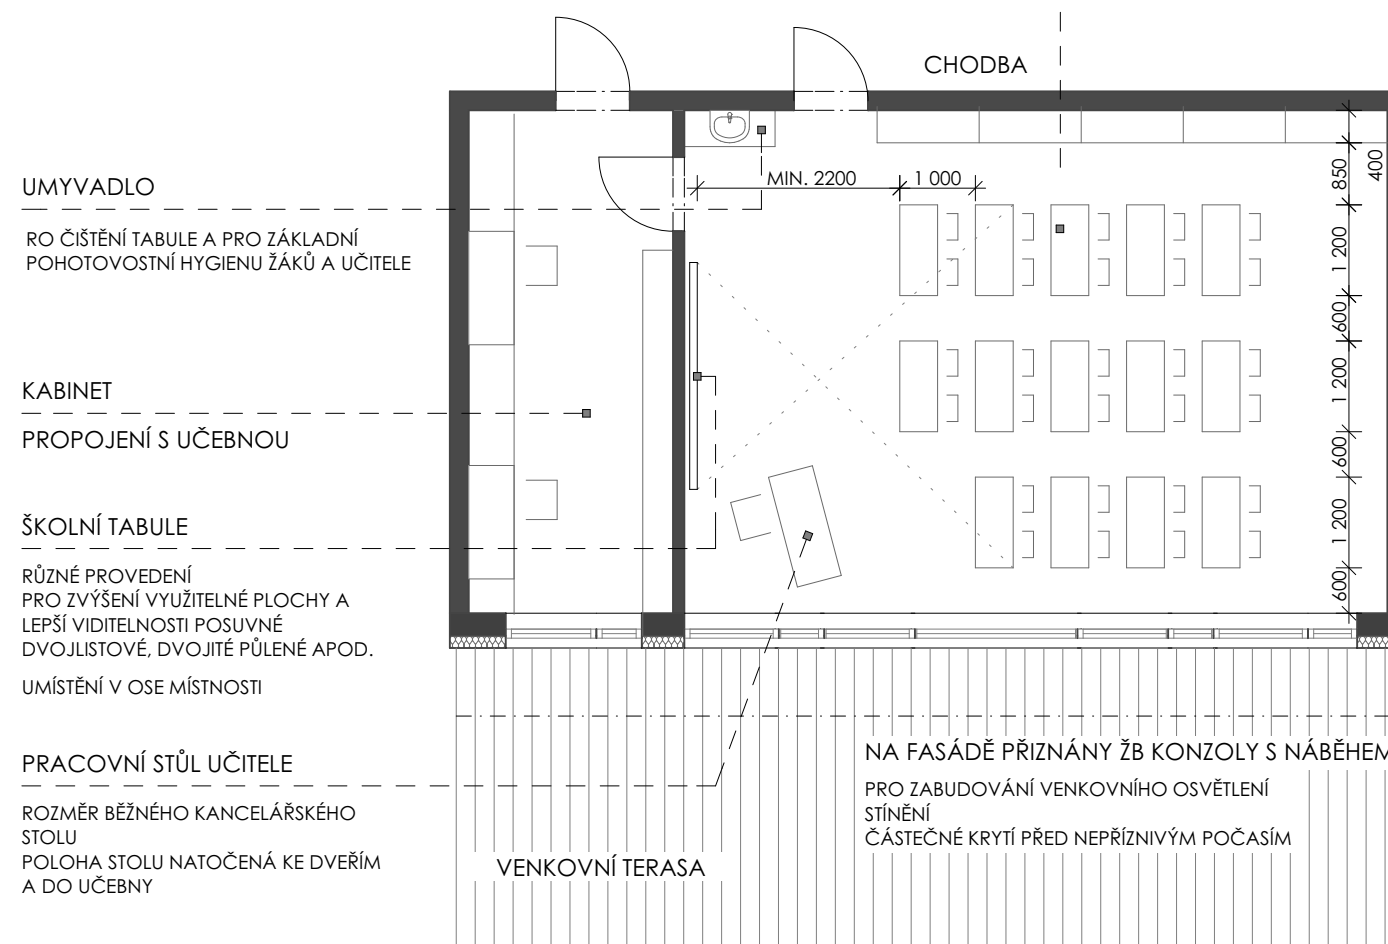 CHODBA
UMYVADLO
RO ČIŠTĚNÍ TABULE A PRO ZÁKLADNÍ
POHOTOVOSTNÍ HYGIENU ŽÁKŮ A UČITELE
KABINET
PROPOJENÍ S UČEBNOU
ŠKOLNÍ TABULE
RŮZNÉ PROVEDENÍ
PRO ZVÝŠENÍ VYUŽITELNÉ PLOCHY A
LEPŠÍ VIDITELNOSTI POSUVNÉ
DVOJLISTOVÉ, DVOJITÉ PŮLENÉ APOD.
UMÍSTĚNÍ V OSE MÍSTNOSTI
PRACOVNÍ STŮL UČITELE
ROZMĚR BĚŽNÉHO KANCELÁŘSKÉHO
STOLU
POLOHA STOLU NATOČENÁ KE DVEŘÍM
A DO UČEBNY
MIN. 2200
1 000
400
850
1 200
600
1 200
600
1 200
600
NA FASÁDĚ PŘIZNÁNY ŽB KONZOLY S NÁBĚHEM
PRO ZABUDOVÁNÍ VENKOVNÍHO OSVĚTLENÍ
STÍNĚNÍ
ČÁSTEČNÉ KRYTÍ PŘED NEPŘÍZNIVÝM POČASÍM
VENKOVNÍ TERASA